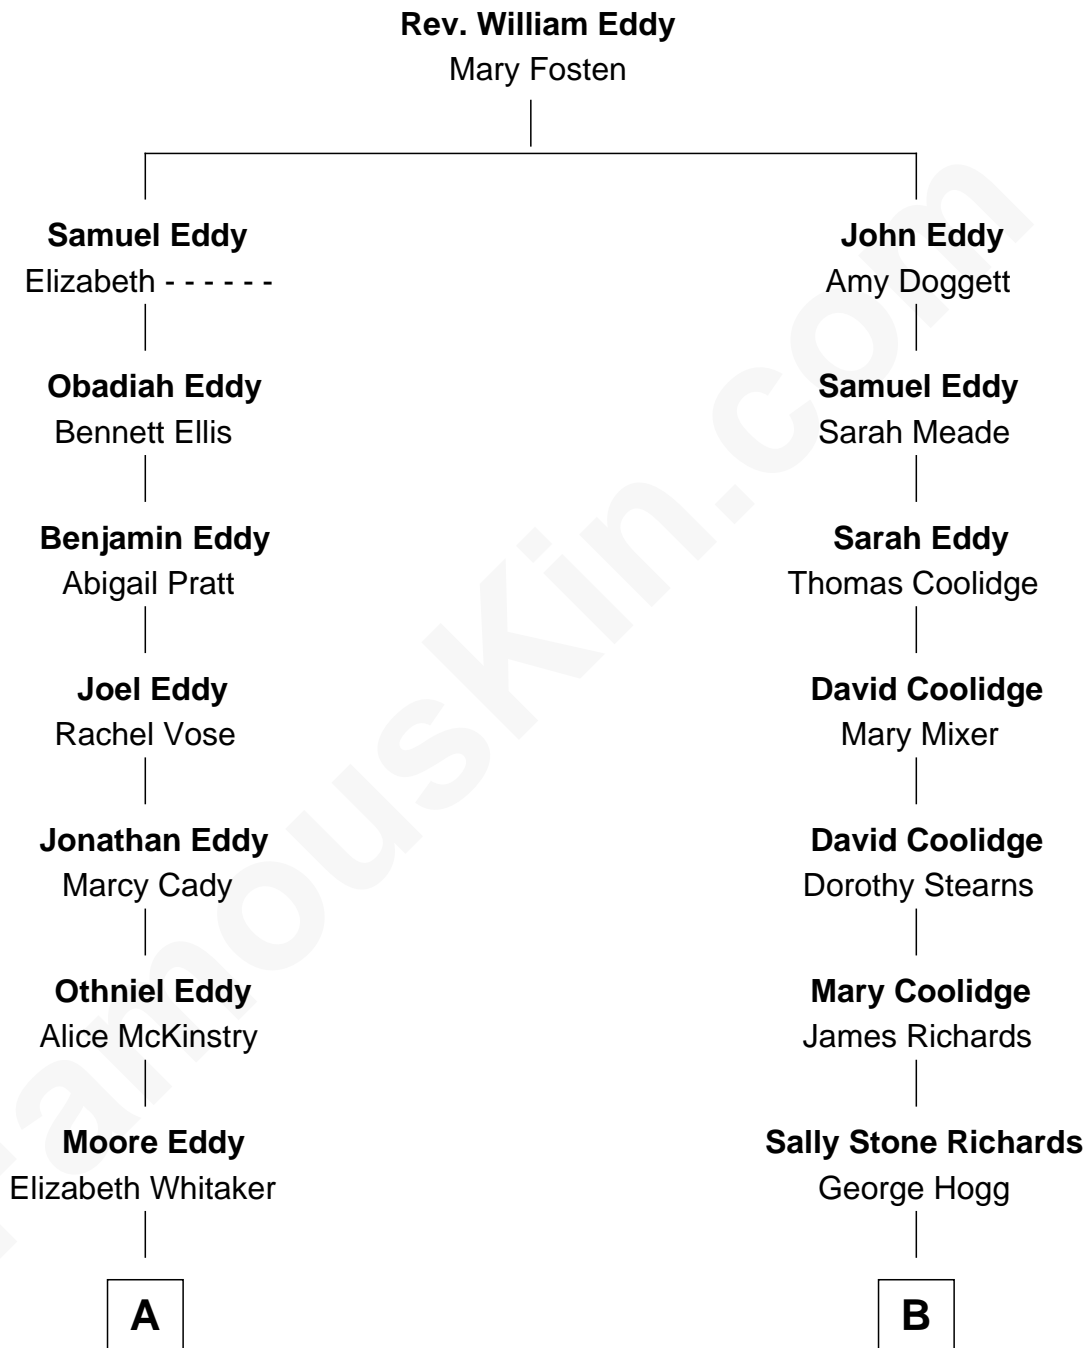 Rev. William Eddy
Mary Fosten
Samuel Eddy
Elizabeth - - - - - -
John Eddy
Amy Doggett
Obadiah Eddy
Bennett Ellis
Samuel Eddy
Sarah Meade
Benjamin Eddy
Abigail Pratt
Sarah Eddy
Thomas Coolidge
Joel Eddy
Rachel Vose
David Coolidge
Mary Mixer
Jonathan Eddy
Marcy Cady
David Coolidge
Dorothy Stearns
Othniel Eddy
Alice McKinstry
Mary Coolidge
James Richards
Moore Eddy
Elizabeth Whitaker
Sally Stone Richards
George Hogg
A
B
FamousKin.com